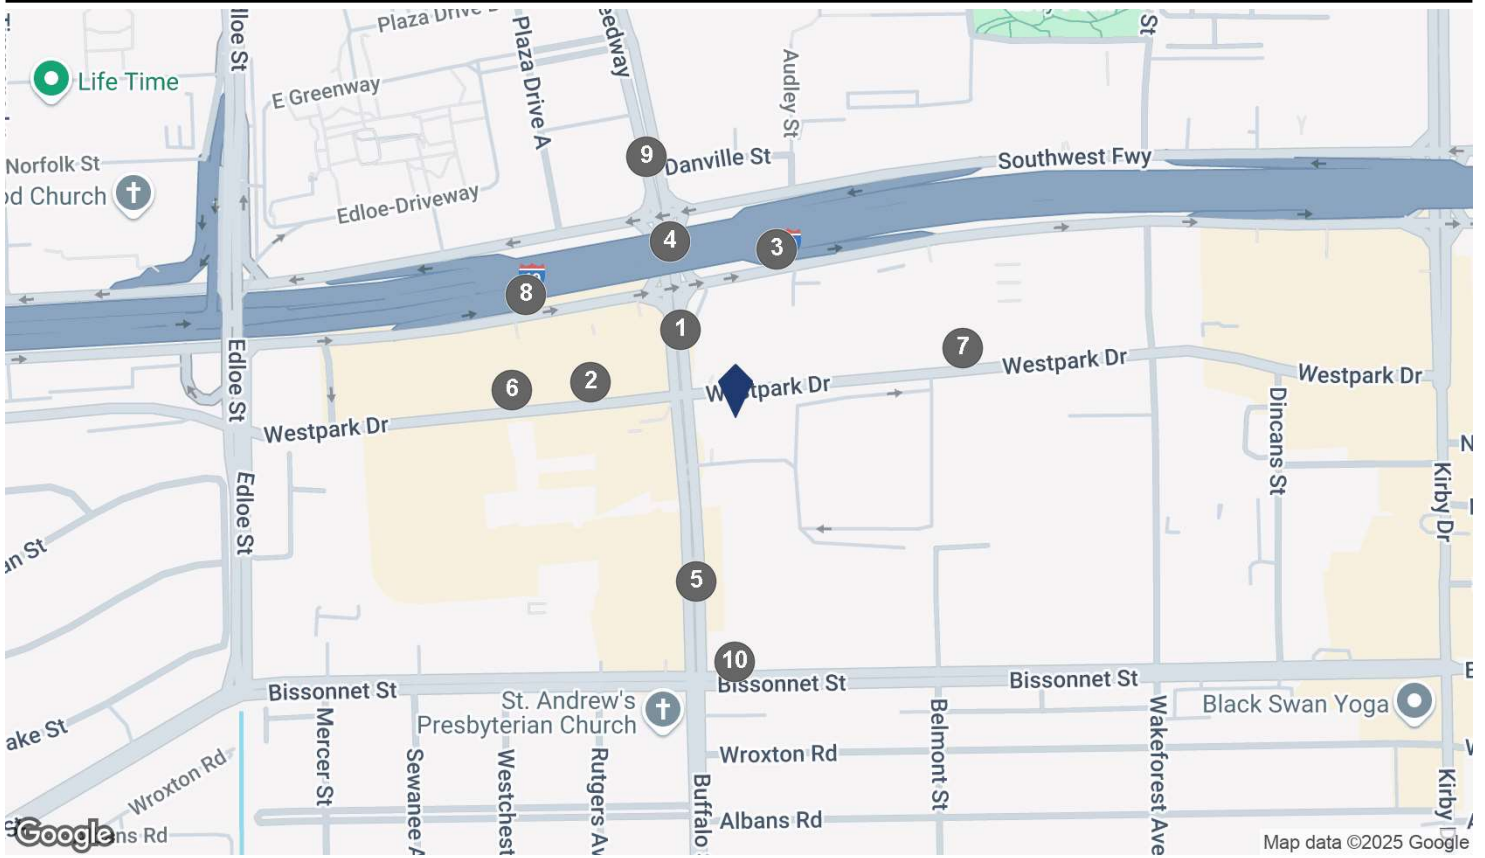 Plaza Drive
Life Time
E Greenway
Plaza Drive A
Audley St
St
Norfolk St
Church
Edloe-Driveway
9
Danville St
Southwest Fwy
4
3
8
1
7
2
6
Westpark Dr
Westpark Dr
Westpark Dr
Westpark Dr
Edloe St
Edloe St
Dincans St
Kirby Dr
5
10
Bissonnet St
Bissonnet St
Bissonnet St
St. Andrew's
Presbyterian Church
Black Swan Yoga
Mercer St
Wroxton Rd
Wroxton Rd
Belmont St
Wakeforest Ave
Buffalo
Kirby
Albans Rd
Google
Map data ©2025 Google